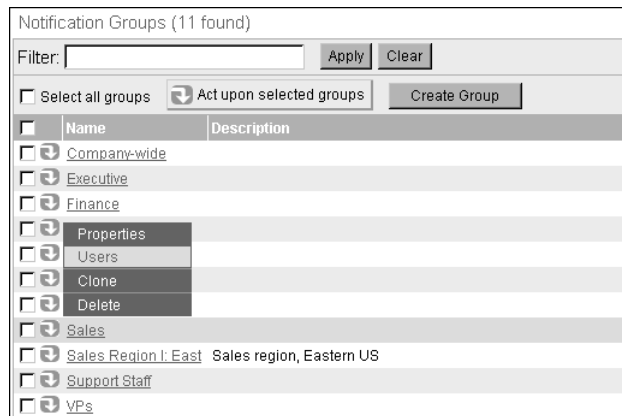 Notification Groups (11 found)
Filter: Apply Clear
Select all groups Act upon selected groups Create Group
Name Description
Company-wide
Executive
Finance
Properties
Users
Clone
Delete
Sales
Sales Region I: East Sales region, Eastern US
Support Staff
VPs